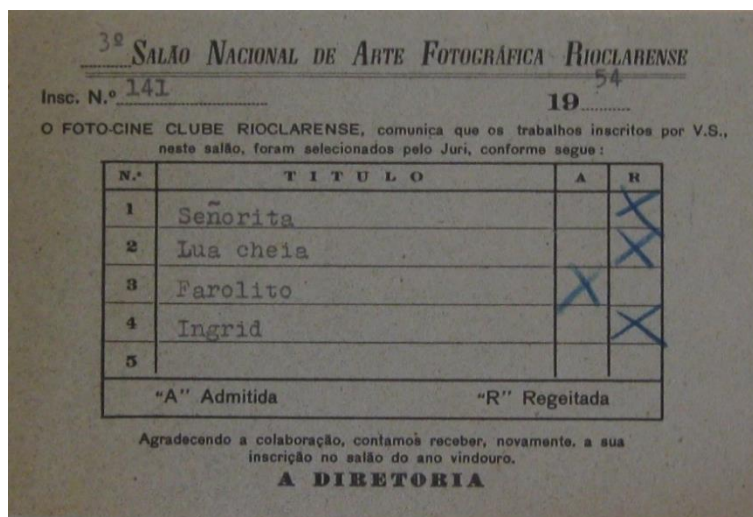 3º SALÃO NACIONAL DE ARTE FOTOGRÁFICA RIOCLARENSE
Insc. N.º 141 1954
O FOTO-CINE CLUBE RIOCLARENSE, comunica que os trabalhos inscritos por V.S.,
neste salão, foram selecionados pelo Juri, conforme segue:
N.º TITULO A R
1 Señorita X
2 Lua cheia X
3 Farolito X
4 Ingrid X
5
"A" Admitida "R" Regeitada
Agradecendo a colaboração, contamos receber, novamente. a sua
inscrição no salão do ano vindouro.
A DIRETORIA